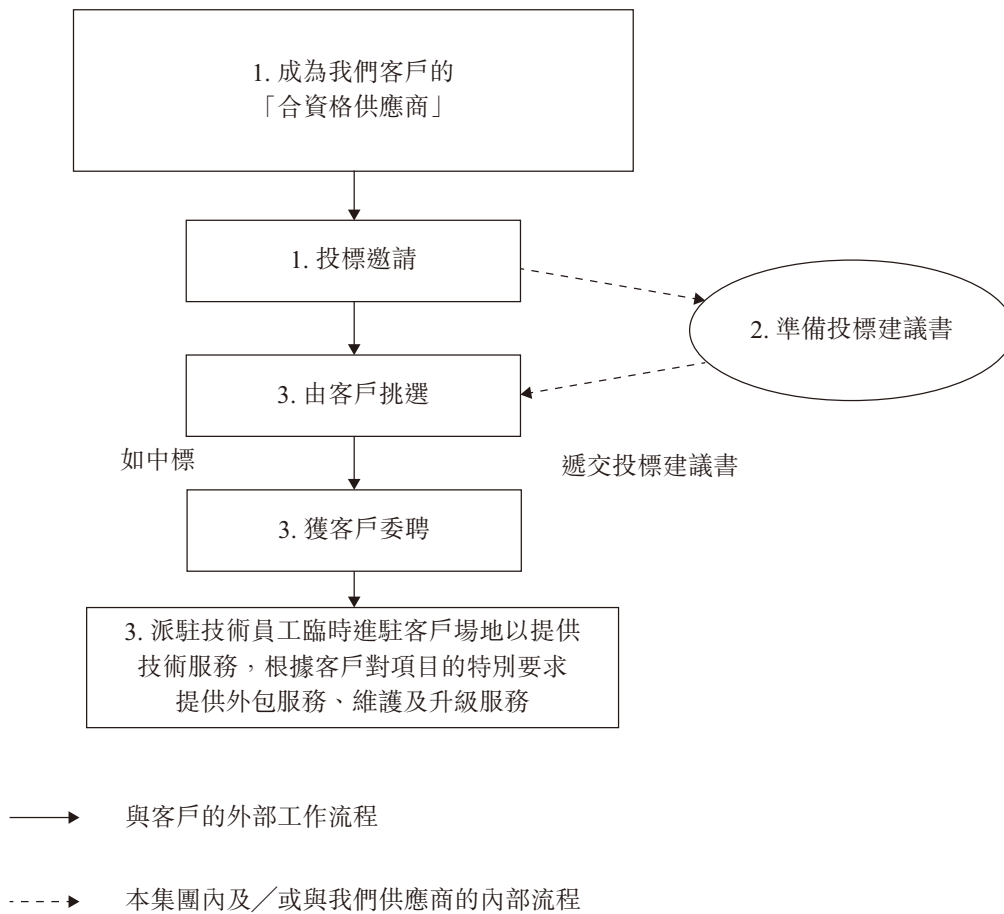 1. 成為我們客戶的
「合資格供應商」
1. 投標邀請
2. 準備投標建議書
3. 由客戶挑選
如中標
遞交投標建議書
3. 獲客戶委聘
3. 派駐技術員工臨時進駐客戶場地以提供
技術服務，根據客戶對項目的特別要求
提供外包服務、維護及升級服務
與客戶的外部工作流程
本集團內及／或與我們供應商的內部流程